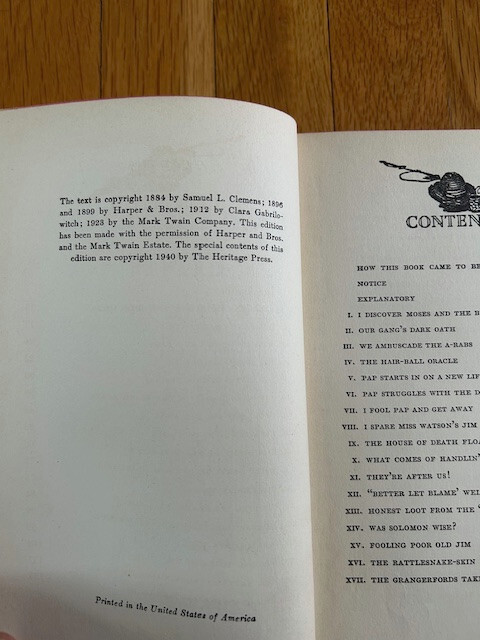 The text is copyright 1884 by Samuel L. Clemens; 1896
and 1899 by Harper & Bros.; 1912 by Clara Gabrilo-
witch; 1923 by the Mark Twain Company. This edition
has been made with the permission of Harper and Bros.
and the Mark Twain Estate. The special contents of this
edition are copyright 1940 by The Heritage Press.
Printed in the United States of America
CONTEN
HOW THIS BOOK CAME TO BE
NOTICE
EXPLANATORY
I. I DISCOVER MOSES AND THE B
II. OUR GANG'S DARK OATH
III. WE AMBUSCADE THE A-RABS
IV. THE HAIR-BALL ORACLE
V. PAP STARTS IN ON A NEW LIF
VI. PAP STRUGGLES WITH THE D
VII. I FOOL PAP AND GET AWAY
VIII. I SPARE MISS WATSON'S JIM
IX. THE HOUSE OF DEATH FLOA
X. WHAT COMES OF HANDLIN'
XI. THEY'RE AFTER US!
XII. "BETTER LET BLAME' WEL
XIII. HONEST LOOT FROM THE "
XIV. WAS SOLOMON WISE?
XV. FOOLING POOR OLD JIM
XVI. THE RATTLESNAKE-SKIN
XVII. THE GRANGERFORDS TAK